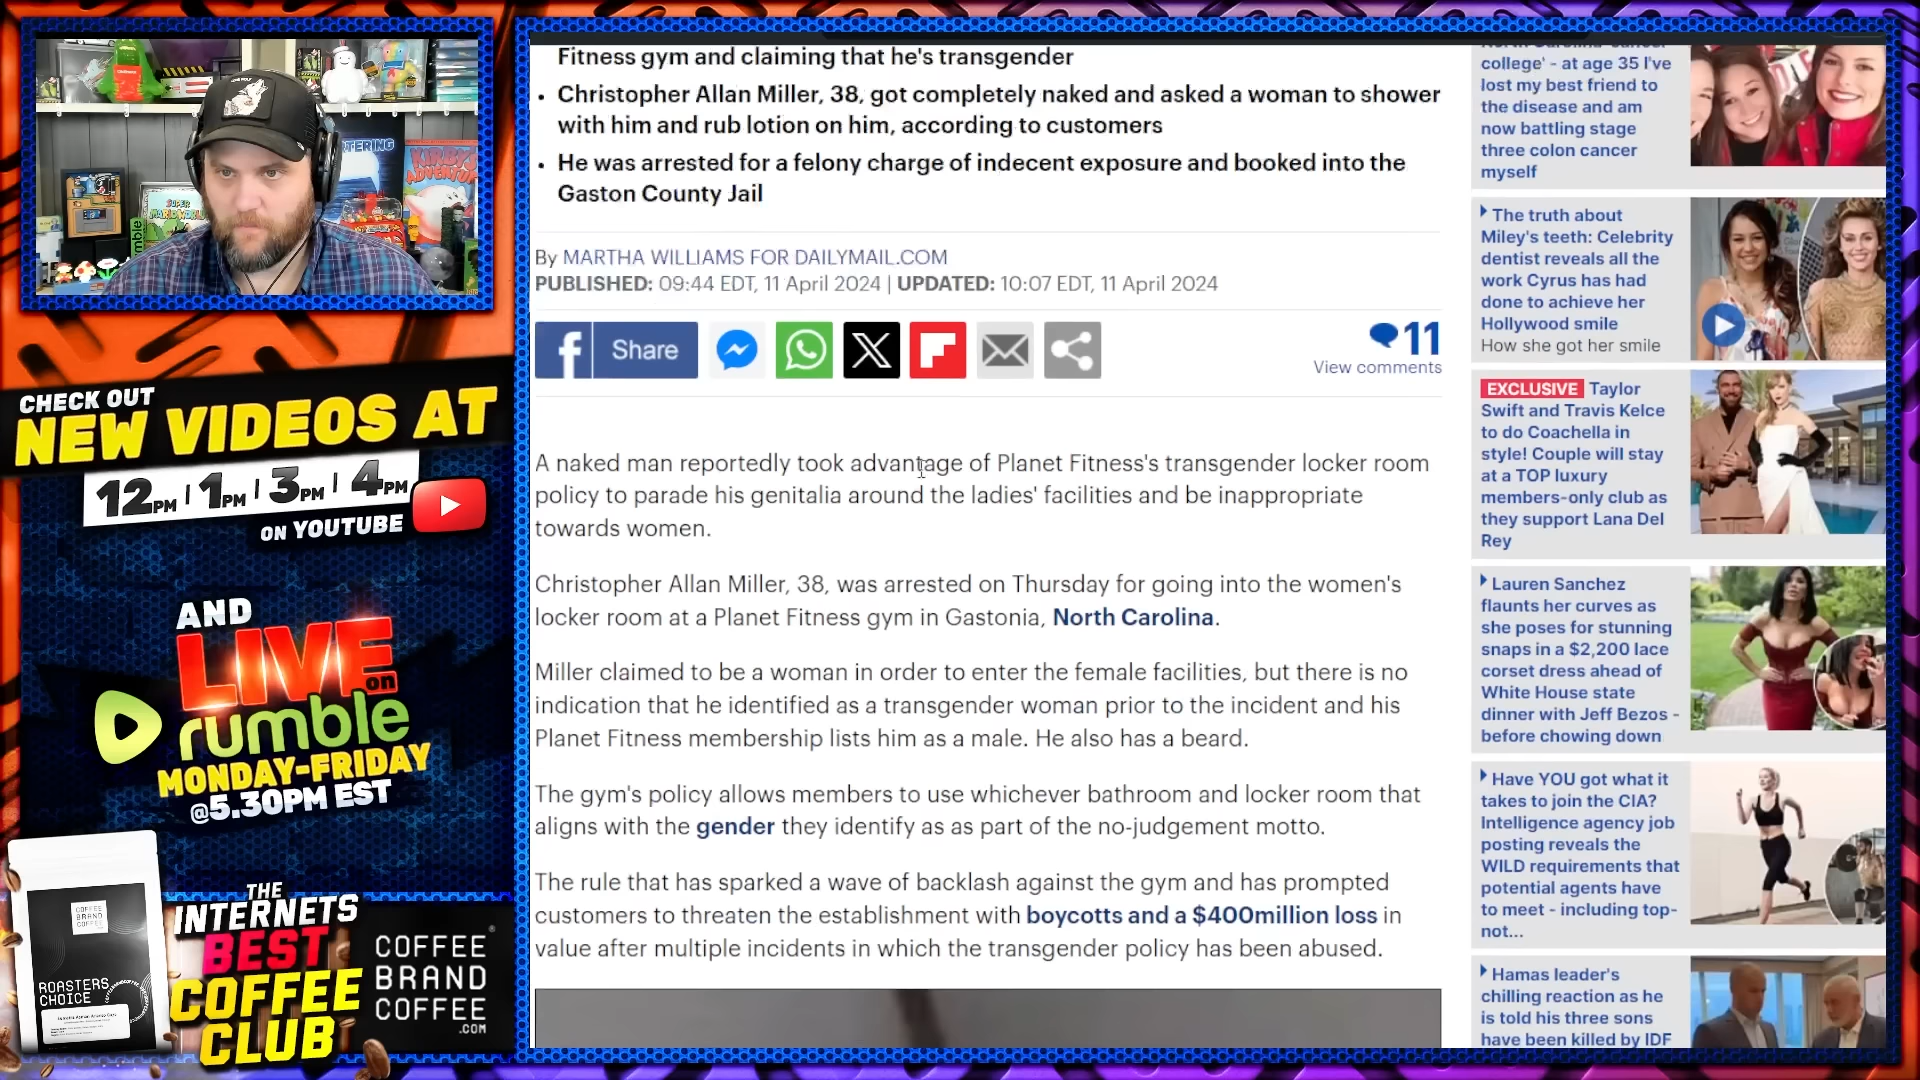 TERING
KIRBY'S
ADVENTURE
SUPER
MARIO WORLD
rumble
CHECK OUT
NEW VIDEOS AT
12PM | 1PM | 3PM | 4PM
ON YOUTUBE
AND
LIVE
on
rumble
MONDAY-FRIDAY
@5.30PM EST
COFFEE
BRAND
COFFEE
ROASTERS
CHOICE
THE
INTERNETS
BEST
COFFEE
CLUB
COFFEE
BRAND
COFFEE
.COM
Fitness gym and claiming that he's transgender
• Christopher Allan Miller, 38, got completely naked and asked a woman to shower
with him and rub lotion on him, according to customers
• He was arrested for a felony charge of indecent exposure and booked into the
Gaston County Jail
By MARTHA WILLIAMS FOR DAILYMAIL.COM
PUBLISHED: 09:44 EDT, 11 April 2024 | UPDATED: 10:07 EDT, 11 April 2024
f Share
11
View comments
A naked man reportedly took advantage of Planet Fitness's transgender locker room
policy to parade his genitalia around the ladies' facilities and be inappropriate
towards women.
Christopher Allan Miller, 38, was arrested on Thursday for going into the women's
locker room at a Planet Fitness gym in Gastonia, North Carolina.
Miller claimed to be a woman in order to enter the female facilities, but there is no
indication that he identified as a transgender woman prior to the incident and his
Planet Fitness membership lists him as a male. He also has a beard.
The gym's policy allows members to use whichever bathroom and locker room that
aligns with the gender they identify as as part of the no-judgement motto.
The rule that has sparked a wave of backlash against the gym and has prompted
customers to threaten the establishment with boycotts and a $400million loss in
value after multiple incidents in which the transgender policy has been abused.
college' - at age 35 I've
lost my best friend to
the disease and am
now battling stage
three colon cancer
myself
The truth about
Miley's teeth: Celebrity
dentist reveals all the
work Cyrus has had
done to achieve her
Hollywood smile
How she got her smile
EXCLUSIVE Taylor
Swift and Travis Kelce
to do Coachella in
style! Couple will stay
at a TOP luxury
members-only club as
they support Lana Del
Rey
Lauren Sanchez
flaunts her curves as
she poses for stunning
snaps in a $2,200 lace
corset dress ahead of
White House state
dinner with Jeff Bezos -
before chowing down
Have YOU got what it
takes to join the CIA?
Intelligence agency job
posting reveals the
WILD requirements that
potential agents have
to meet - including top-
not...
Hamas leader's
chilling reaction as he
is told his three sons
have been killed by IDF